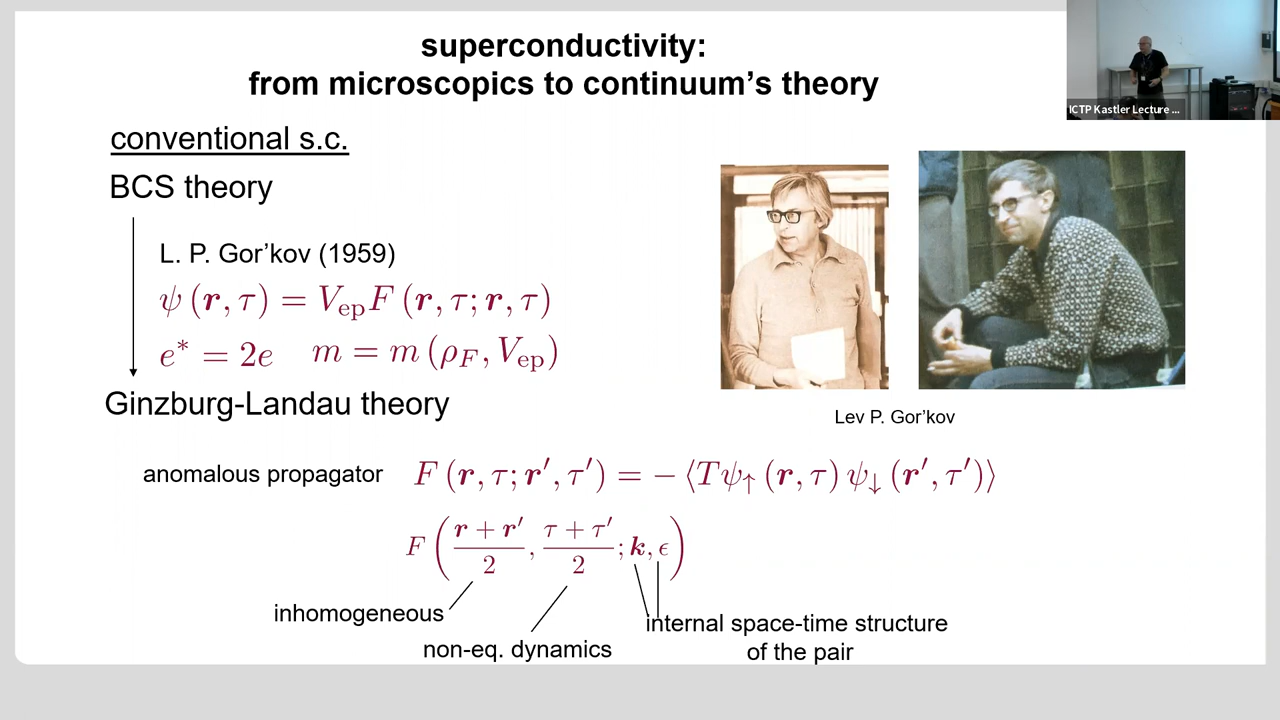 superconductivity:
from microscopics to continuum's theory
ICTP Kastler Lecture ...
conventional s.c.
BCS theory
L. P. Gor'kov (1959)
ψ (r, τ) = V_ep F (r, τ; r, τ)
e* = 2e   m = m (ρ_F, V_ep)
Ginzburg-Landau theory
Lev P. Gor'kov
anomalous propagator   F (r, τ; r′, τ′) = − ⟨Tψ↑ (r, τ) ψ↓ (r′, τ′)⟩
F ( (r + r′)/2 , (τ + τ′)/2 ; k, ϵ )
inhomogeneous
non-eq. dynamics
internal space-time structure
of the pair